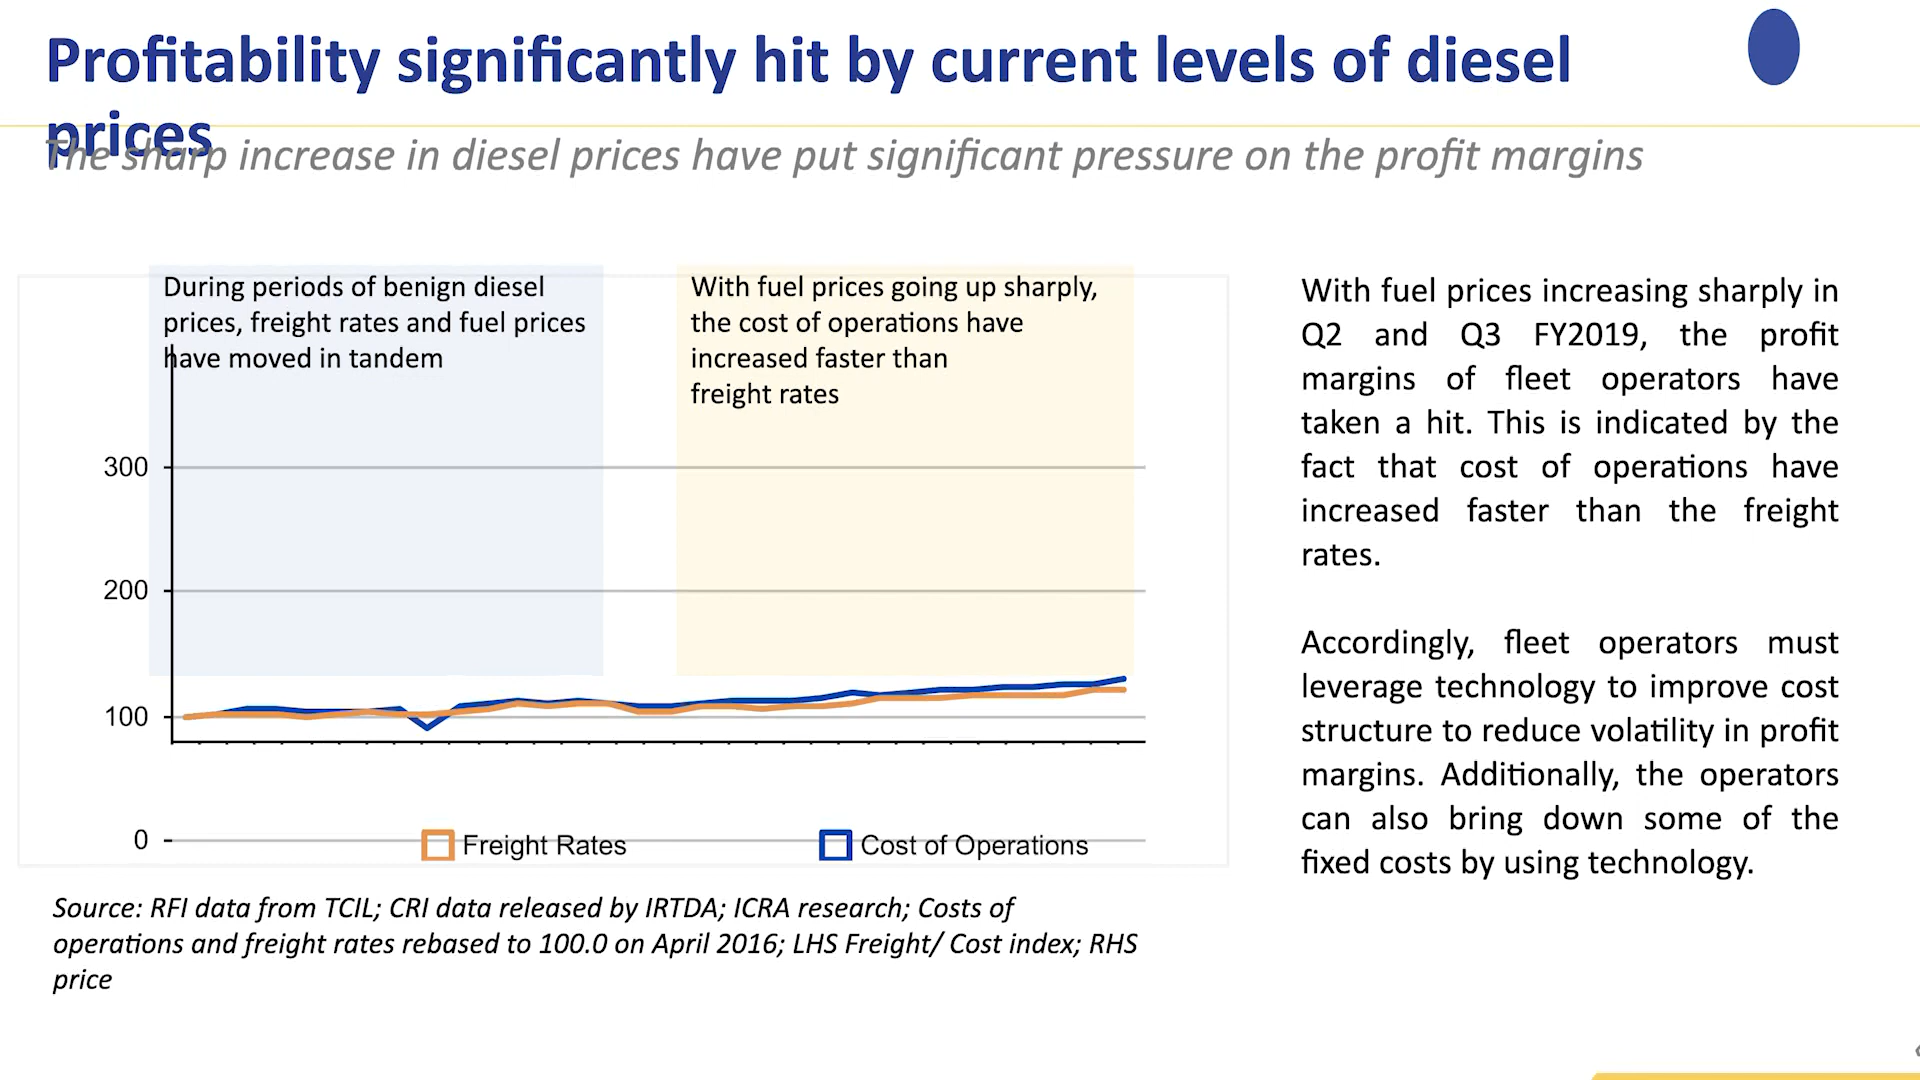 Profitability significantly hit by current levels of diesel
prices
The sharp increase in diesel prices have put significant pressure on the profit margins
During periods of benign diesel
prices, freight rates and fuel prices
have moved in tandem
With fuel prices going up sharply,
the cost of operations have
increased faster than
freight rates
300
200
100
0
Freight Rates
Cost of Operations
Source: RFI data from TCIL; CRI data released by IRTDA; ICRA research; Costs of
operations and freight rates rebased to 100.0 on April 2016; LHS Freight/ Cost index; RHS
price
With fuel prices increasing sharply in
Q2 and Q3 FY2019, the profit
margins of fleet operators have
taken a hit. This is indicated by the
fact that cost of operations have
increased faster than the freight
rates.
Accordingly, fleet operators must
leverage technology to improve cost
structure to reduce volatility in profit
margins. Additionally, the operators
can also bring down some of the
fixed costs by using technology.